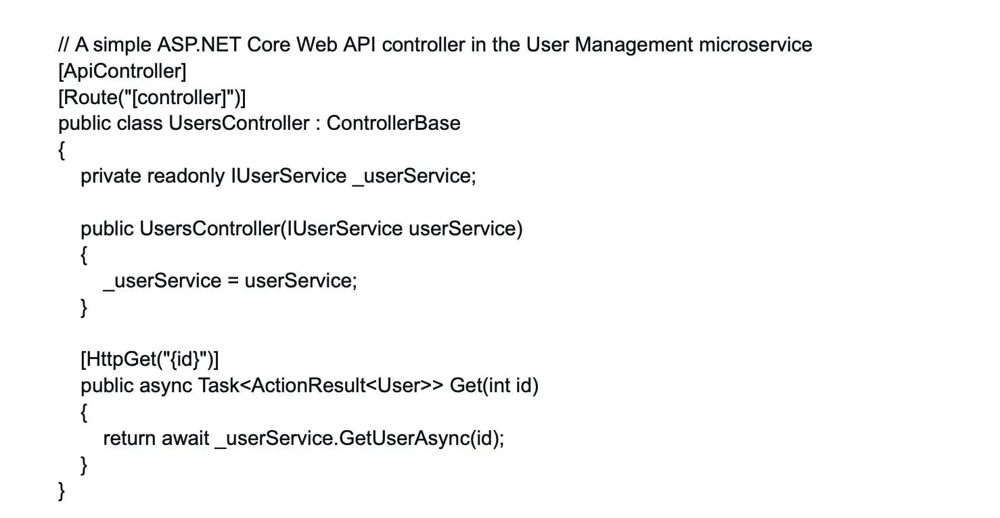 // A simple ASP.NET Core Web API controller in the User Management microservice
[ApiController]
[Route("[controller]")]
public class UsersController : ControllerBase
{
private readonly IUserService _userService;
public UsersController(IUserService userService)
{
_userService = userService;
}
[HttpGet("{id}")]
public async Task<ActionResult<User>> Get(int id)
{
return await _userService.GetUserAsync(id);
}
}